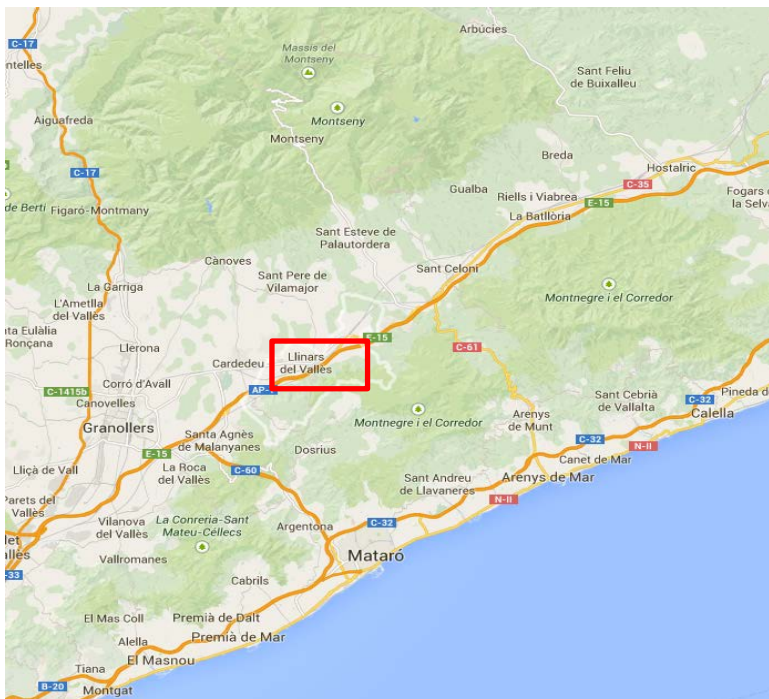 Arbúcies
C-17
Massís del
Montseny
Sant Feliu
de Buixalleu
Aiguafreda
Montseny
Montseny
Breda
Hostalric
C-17
Gualba
C-35
Riells i Viabrea
E-15
Fogars
la Selva
de Bertí
Figaró-Montmany
La Batllòria
Sant Esteve de
Palautordera
Cànoves
Sant Celoni
Sant Pere de
Vilamajor
La Garriga
L'Ametlla
del Vallès
Montnegre i el Corredor
Eulàlia
Ronçana
Llerona
E-15
C-61
Cardedeu
Llinars
del Vallès
C-1415b
Corró d'Avall
AP-
Canovelles
Sant Cebrià
de Vallalta
Pineda d
C-32
Calella
Granollers
Montnegre i el Corredor
Arenys
de Munt
Santa Agnès
de Malanyanes
E-15
Dosrius
C-32
N-II
Lliçà de Vall
La Roca
del Vallès
C-60
Canet de Mar
Sant Andreu
de Llavaneres
Arenys de Mar
N-II
Parets del
Vallès
Vilanova
del Vallès
La Conreria-Sant
Mateu-Céllecs
Argentona
C-32
Mataró
Vallromanes
-33
Cabrils
El Mas Coll
Premià de Dalt
Alella
Premià de Mar
El Masnou
Tiana
B-20
Montgat